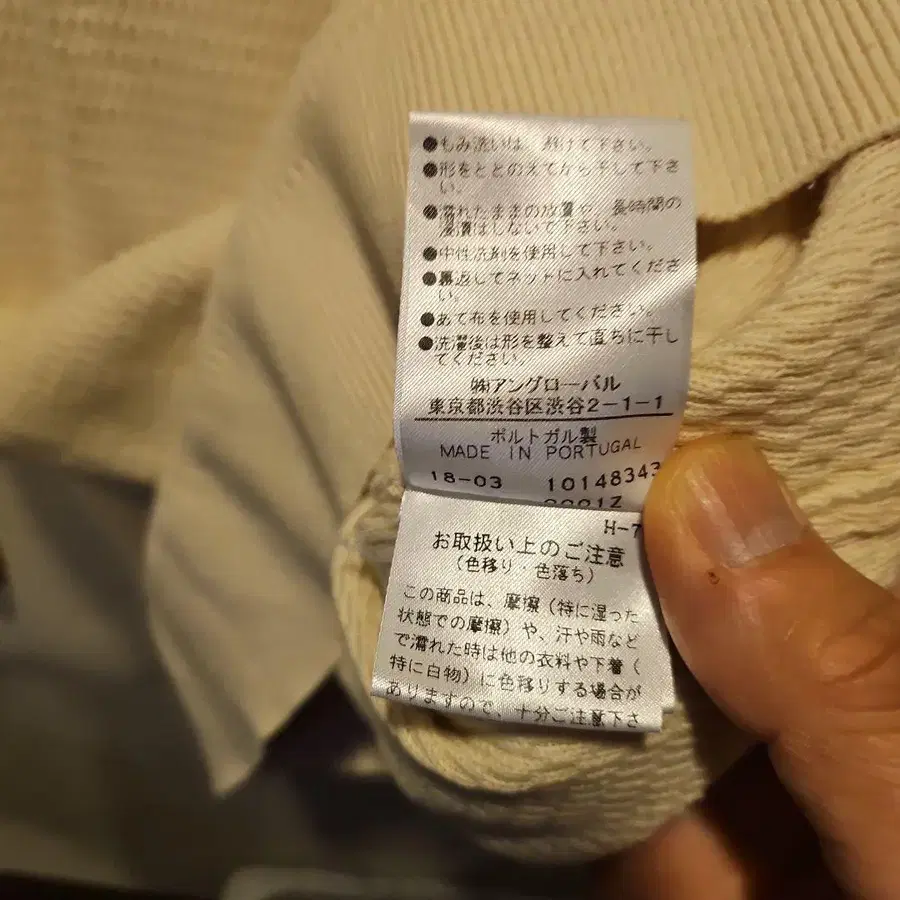 ●もみ洗いは、避けて下さい。
●形をととのえてから干して下さ
い。
●濡れたままの放置や、長時間の
浸漬はしないで下さい。
●中性洗剤を使用して下さい。
●裏返してネットに入れてくださ
い。
●あて布を使用してください。
●洗濯後は形を整えて直ちに干し
てください。
㈱アングローバル
東京都渋谷区渋谷2-1-1
ポルトガル製
MADE IN PORTUGAL
18-03 10148343
H-7
お取扱い上のご注意
(色移り・色落ち)
この商品は、摩擦(特に湿った
状態での摩擦)や、汗や雨など
で濡れた時は他の衣料や下着(
特に白物)に色移りする場合が
ありますので、十分ご注意下さ